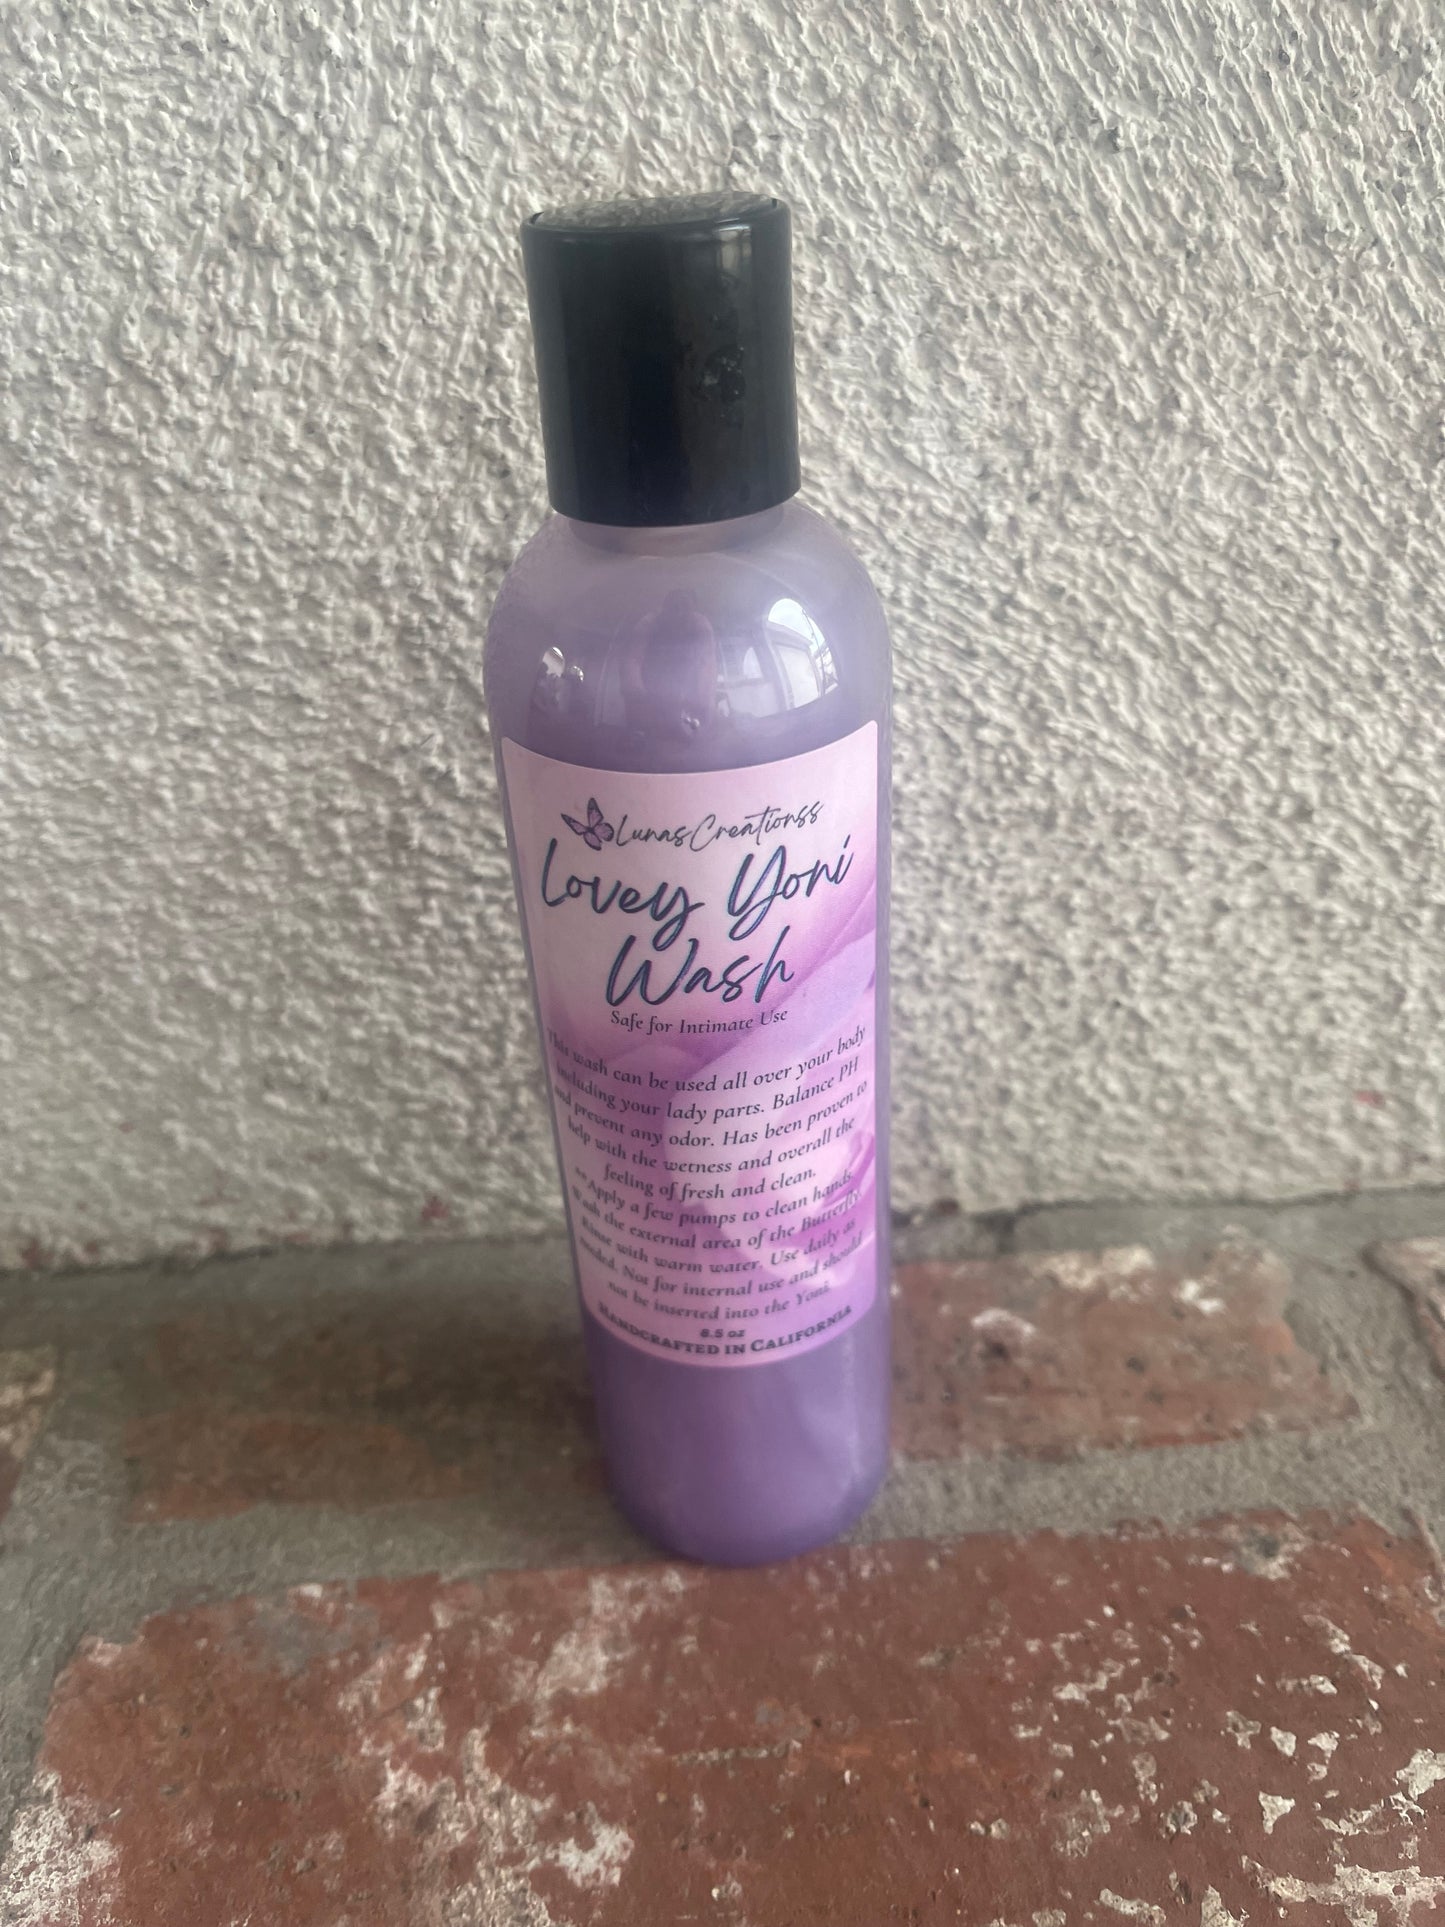 LunasCreationss
Lovey Yoni
Wash
Safe for Intimate Use
This wash can be used all over your body
including your lady parts. Balance PH
and prevent any odor. Has been proven to
help with the wetness and overall the
feeling of fresh and clean.
Apply a few pumps to clean hands.
Wash the external area of the Butterfly.
Rinse with warm water. Use daily as
needed. Not for internal use and should
not be inserted into the Yoni.
8.5 oz
Handcrafted in California